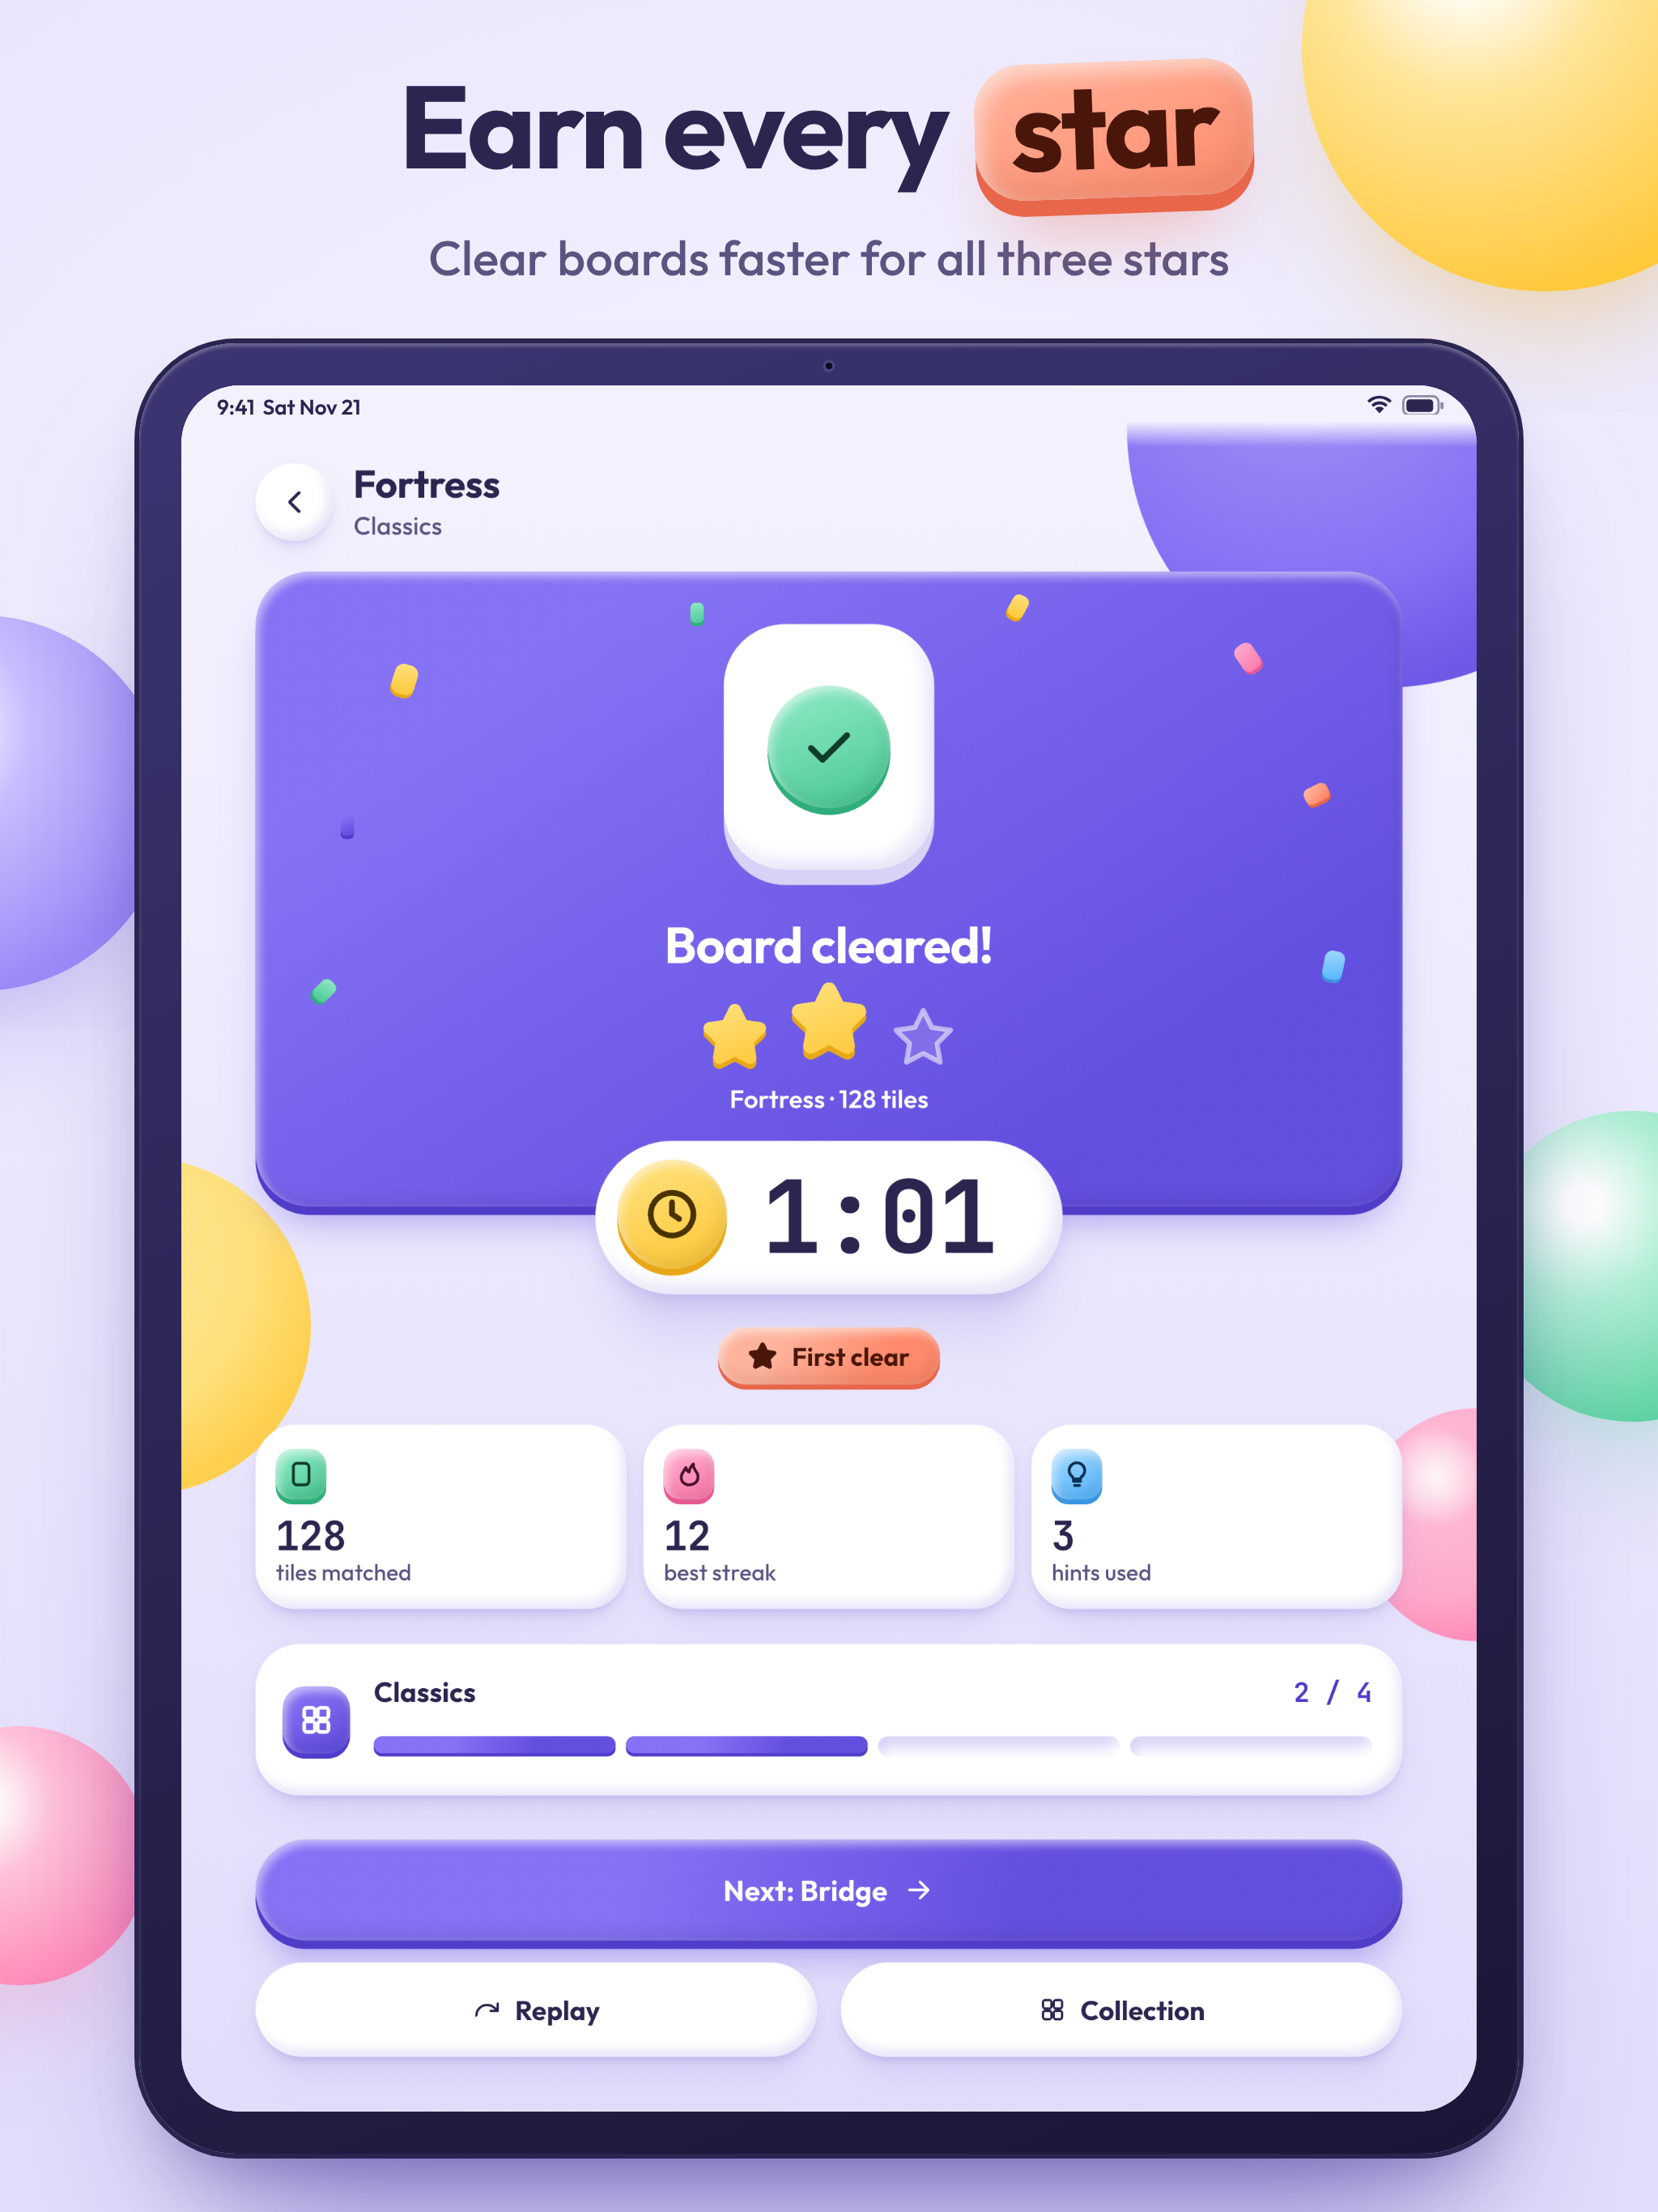 Earn every star
Clear boards faster for all three stars
9:41 Sat Nov 21
Fortress
Classics
Board cleared!
Fortress · 128 tiles
1:01
First clear
128
tiles matched
12
best streak
3
hints used
Classics
2 / 4
Next: Bridge
Replay
Collection